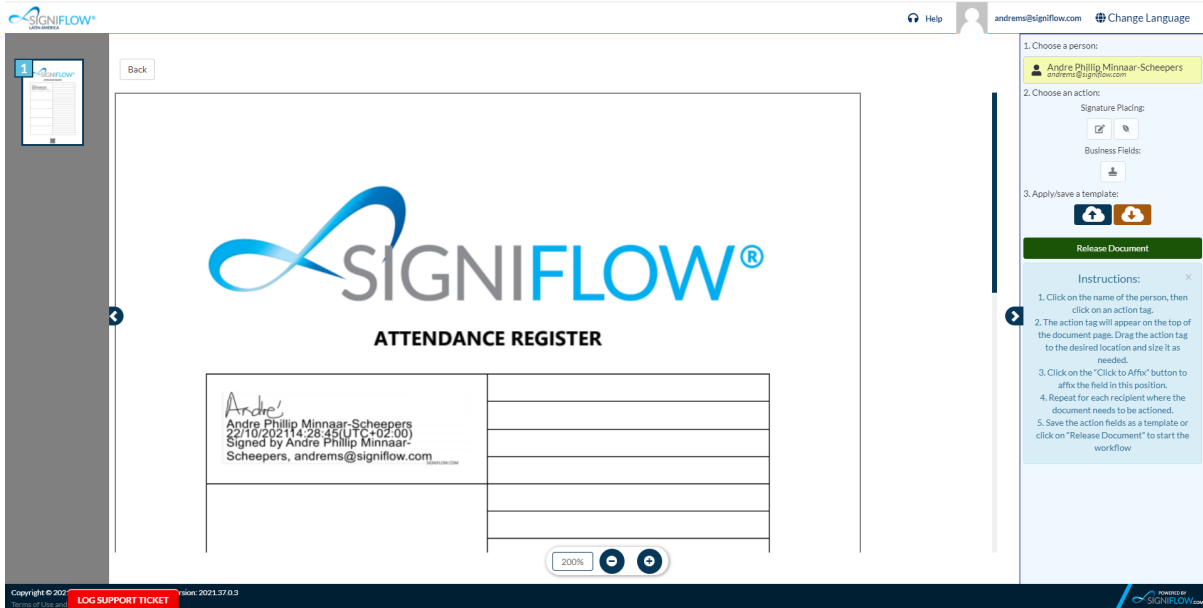 SIGNIFLOW®
LATIN AMERICA
Help
andrems@signiflow.com
Change Language
1
SIGNIFLOW®
Back
SIGNIFLOW®
ATTENDANCE REGISTER
André
Andre Phillip Minnaar-Scheepers
22/10/202114:28:45(UTC+02:00)
Signed by Andre Phillip Minnaar-
Scheepers, andrems@signiflow.com
SIGNIFLOW.COM
200%
1. Choose a person:
Andre Phillip Minnaar-Scheepers
andrems@signiflow.com
2. Choose an action:
Signature Placing:
Business Fields:
3. Apply/save a template:
Release Document
Instructions:
×
1. Click on the name of the person, then
click on an action tag.
2. The action tag will appear on the top of
the document page. Drag the action tag
to the desired location and size it as
needed.
3. Click on the "Click to Affix" button to
affix the field in this position.
4. Repeat for each recipient where the
document needs to be actioned.
5. Save the action fields as a template or
click on "Release Document" to start the
workflow
Copyright © 202
rsion: 2021.37.0.3
Terms of Use and
LOG SUPPORT TICKET
POWERED BY
SIGNIFLOW.COM